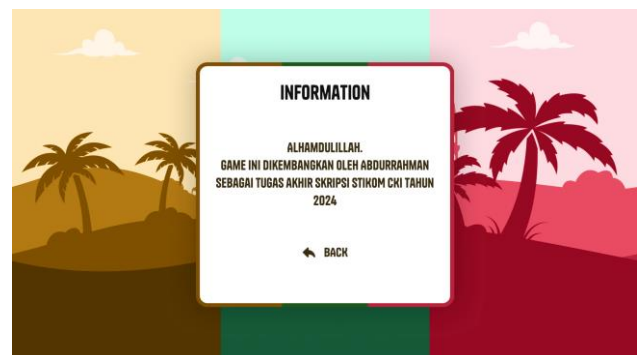 INFORMATION
ALHAMDULILLAH.
GAME INI DIKEMBANGKAN OLEH ABDURRAHMAN
SEBAGAI TUGAS AKHIR SKRIPSI STIKOM CKI TAHUN
2024
BACK